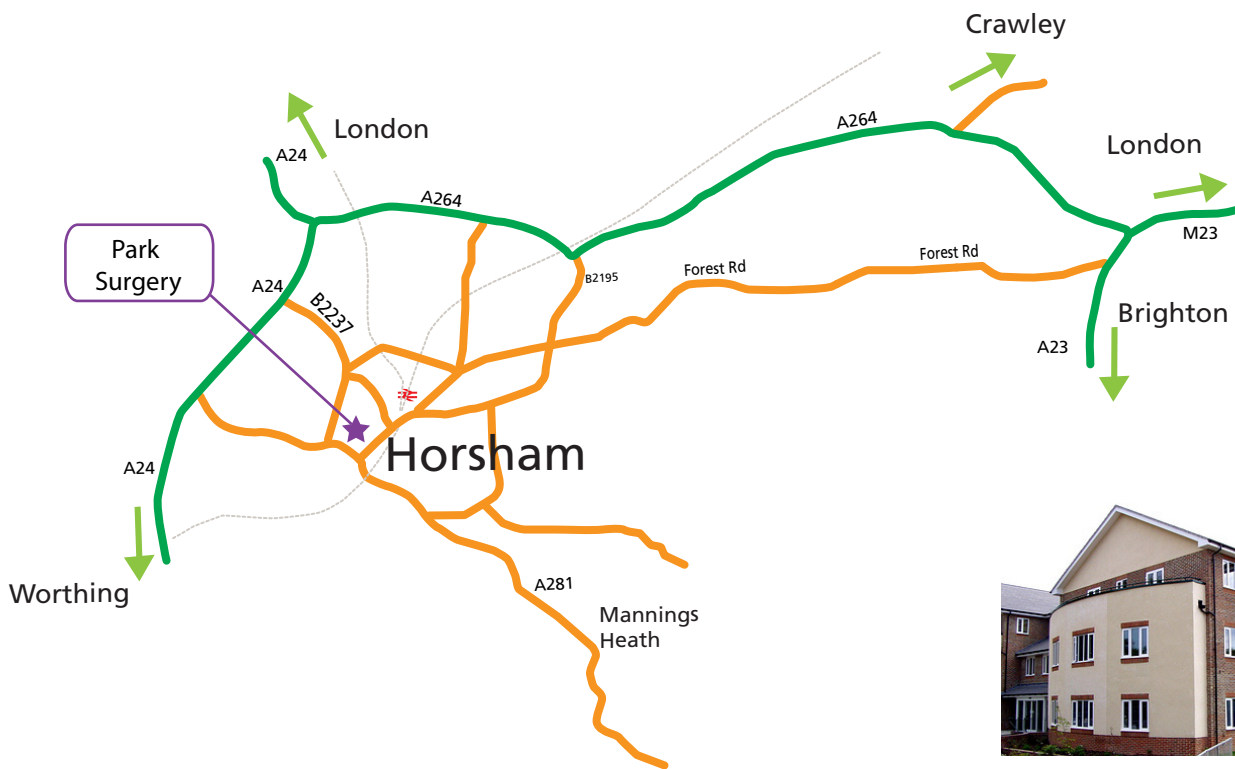 Crawley
A264
London
A24
London
M23
A264
Park
Surgery
A24
B2237
B2195
Forest Rd
Forest Rd
Brighton
A23
Horsham
A24
Worthing
A281
Mannings
Heath